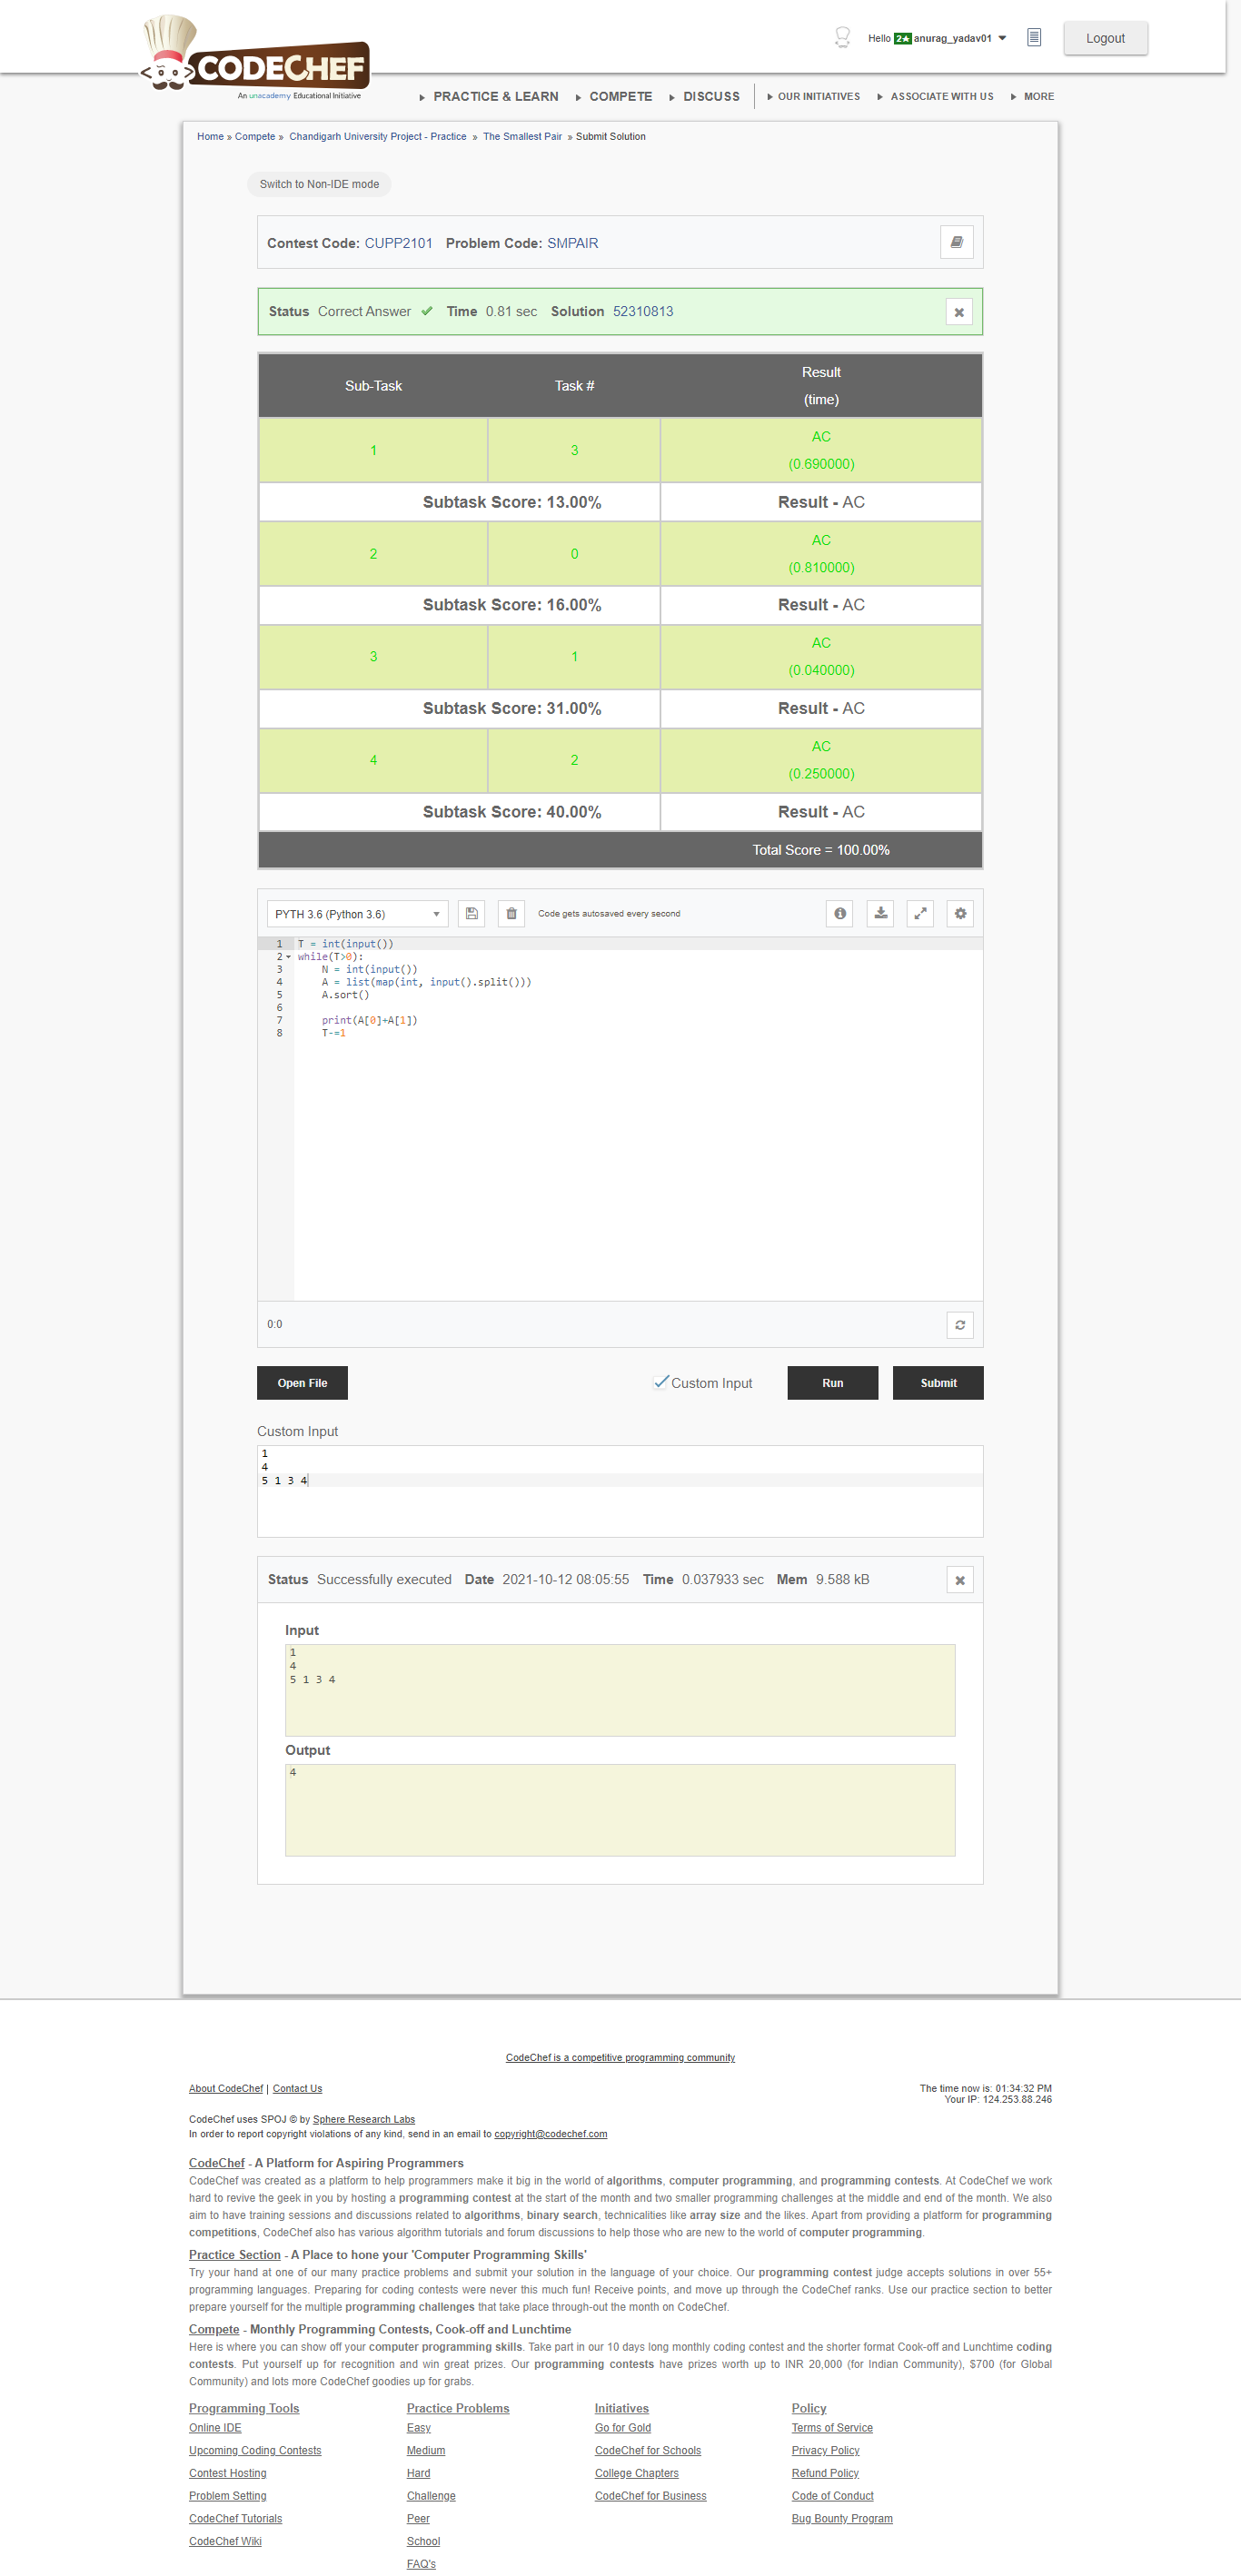 CODECHEF
An unacademy Educational Initiative
Hello 2★ anurag_yadav01
Logout
PRACTICE & LEARN COMPETE DISCUSS OUR INITIATIVES ASSOCIATE WITH US MORE
Home » Compete » Chandigarh University Project - Practice » The Smallest Pair » Submit Solution
Switch to Non-IDE mode
Contest Code: CUPP2101 Problem Code: SMPAIR
Status Correct Answer Time 0.81 sec Solution 52310813
Sub-Task Task # Result
(time)
1 3 AC
(0.690000)
Subtask Score: 13.00% Result - AC
2 0 AC
(0.810000)
Subtask Score: 16.00% Result - AC
3 1 AC
(0.040000)
Subtask Score: 31.00% Result - AC
4 2 AC
(0.250000)
Subtask Score: 40.00% Result - AC
Total Score = 100.00%
PYTH 3.6 (Python 3.6) Code gets autosaved every second
1 T = int(input())
2 while(T>0):
3 N = int(input())
4 A = list(map(int, input().split()))
5 A.sort()
6
7 print(A[0]+A[1])
8 T-=1
0:0
Open File Custom Input Run Submit
Custom Input
1
4
5 1 3 4
Status Successfully executed Date 2021-10-12 08:05:55 Time 0.037933 sec Mem 9.588 kB
Input
1
4
5 1 3 4
Output
4
CodeChef is a competitive programming community
About CodeChef | Contact Us
The time now is: 01:34:32 PM
Your IP: 124.253.88.246
CodeChef uses SPOJ © by Sphere Research Labs
In order to report copyright violations of any kind, send in an email to copyright@codechef.com
CodeChef - A Platform for Aspiring Programmers
CodeChef was created as a platform to help programmers make it big in the world of algorithms, computer programming, and programming contests. At CodeChef we work
hard to revive the geek in you by hosting a programming contest at the start of the month and two smaller programming challenges at the middle and end of the month. We also
aim to have training sessions and discussions related to algorithms, binary search, technicalities like array size and the likes. Apart from providing a platform for programming
competitions, CodeChef also has various algorithm tutorials and forum discussions to help those who are new to the world of computer programming.
Practice Section - A Place to hone your 'Computer Programming Skills'
Try your hand at one of our many practice problems and submit your solution in the language of your choice. Our programming contest judge accepts solutions in over 55+
programming languages. Preparing for coding contests were never this much fun! Receive points, and move up through the CodeChef ranks. Use our practice section to better
prepare yourself for the multiple programming challenges that take place through-out the month on CodeChef.
Compete - Monthly Programming Contests, Cook-off and Lunchtime
Here is where you can show off your computer programming skills. Take part in our 10 days long monthly coding contest and the shorter format Cook-off and Lunchtime coding
contests. Put yourself up for recognition and win great prizes. Our programming contests have prizes worth up to INR 20,000 (for Indian Community), $700 (for Global
Community) and lots more CodeChef goodies up for grabs.
Programming Tools Practice Problems Initiatives Policy
Online IDE Easy Go for Gold Terms of Service
Upcoming Coding Contests Medium CodeChef for Schools Privacy Policy
Contest Hosting Hard College Chapters Refund Policy
Problem Setting Challenge CodeChef for Business Code of Conduct
CodeChef Tutorials Peer Bug Bounty Program
CodeChef Wiki School
FAQ's